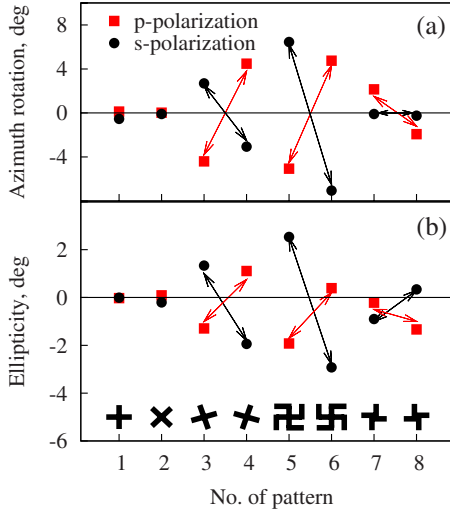 8
p-polarization
(a)
s-polarization
4
0
-4
Azimuth rotation, deg
(b)
2
0
-2
-4
-6
Ellipticity, deg
1 2 3 4 5 6 7 8
No. of pattern